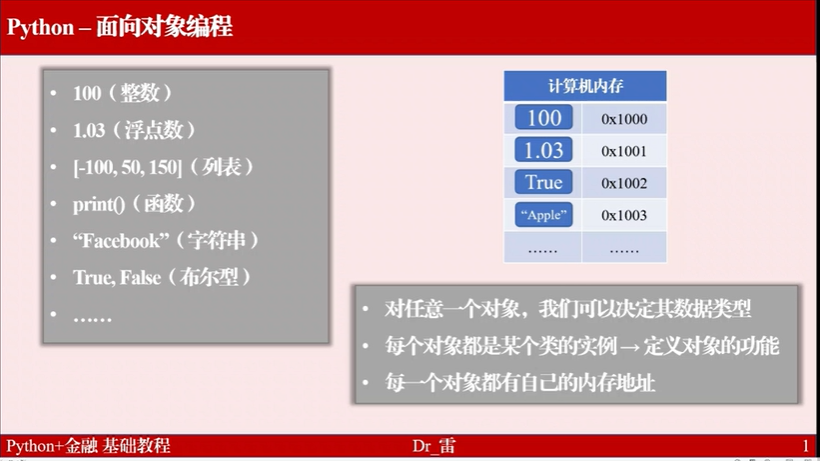 Python – 面向对象编程
• 100（整数）
• 1.03（浮点数）
• [-100, 50, 150]（列表）
• print()（函数）
• “Facebook”（字符串）
• True, False（布尔型）
• ……
计算机内存
100 0x1000
1.03 0x1001
True 0x1002
“Apple” 0x1003
…… ……
• 对任意一个对象，我们可以决定其数据类型
• 每个对象都是某个类的实例 → 定义对象的功能
• 每一个对象都有自己的内存地址
Python+金融 基础教程 Dr_雷 1